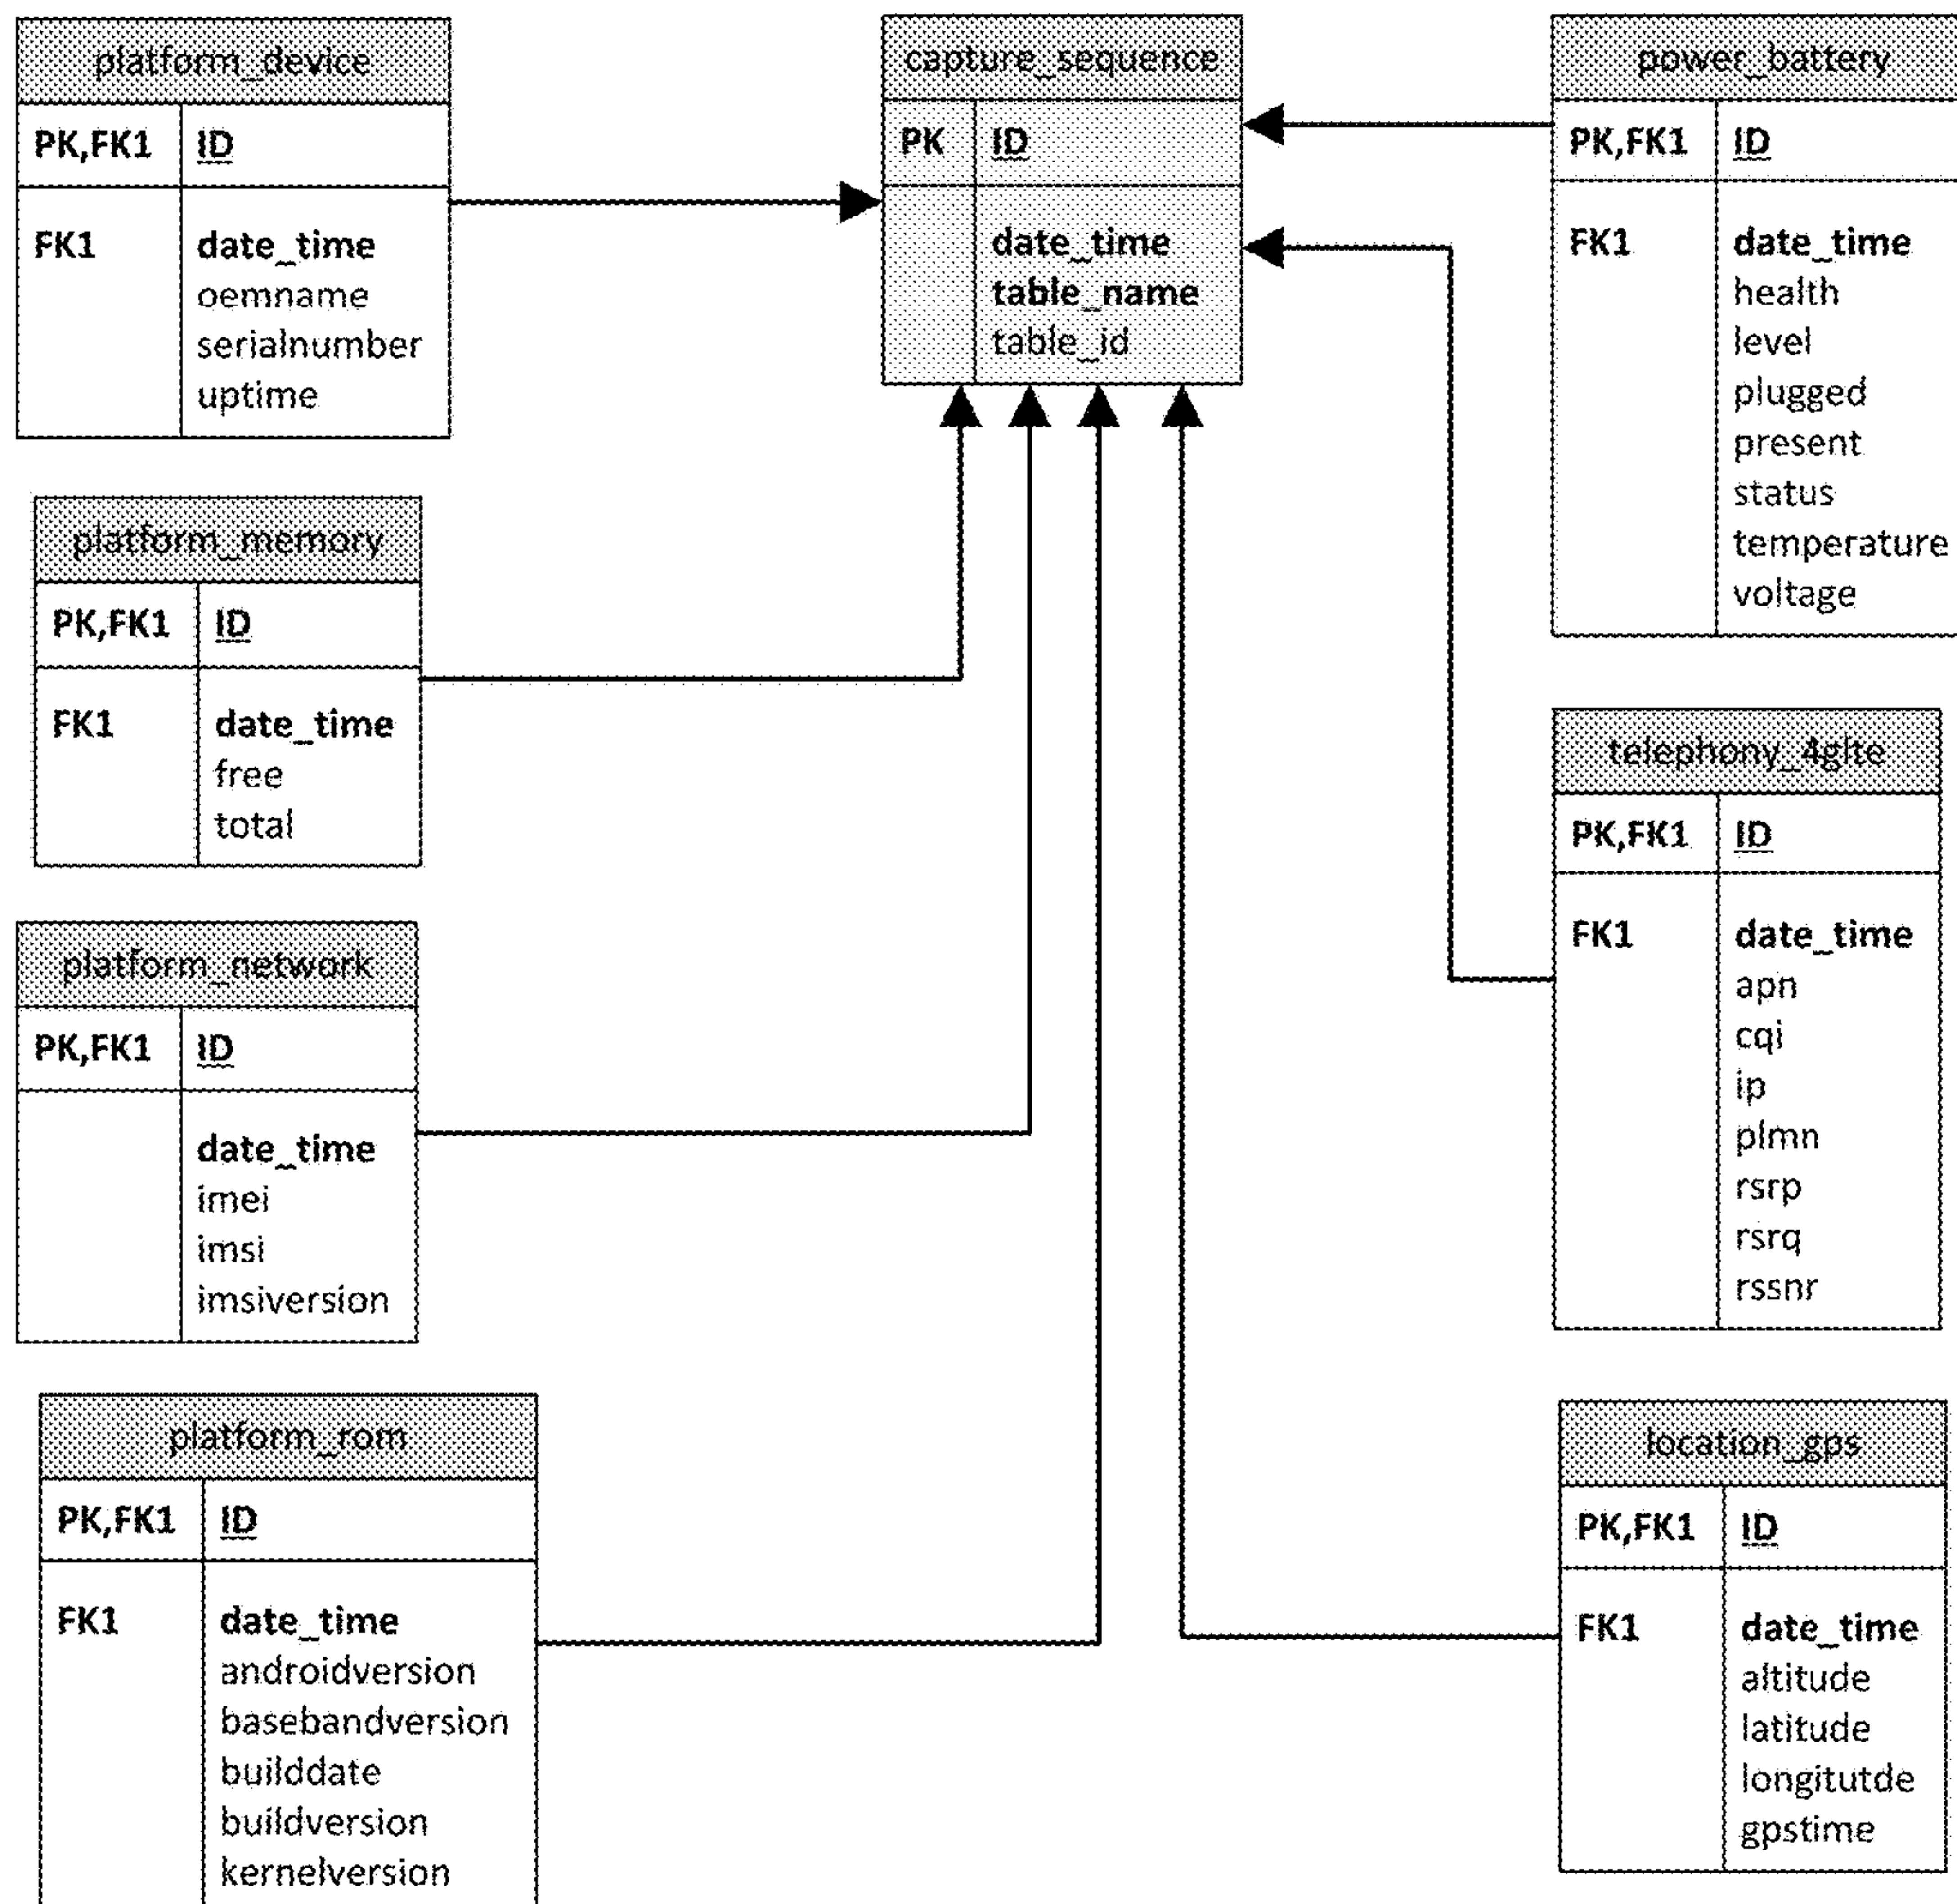 platform_device
PK,FK1 ID
FK1 date_time
oemname
serialnumber
uptime
capture_sequence
PK ID
date_time
table_name
table_id
power_battery
PK,FK1 ID
FK1 date_time
health
level
plugged
present
status
temperature
voltage
platform_memory
PK,FK1 ID
FK1 date_time
free
total
telephony_4glte
PK,FK1 ID
FK1 date_time
apn
cqi
ip
plmn
rsrp
rsrq
rssnr
platform_network
PK,FK1 ID
date_time
imei
imsi
imsiversion
platform_rom
PK,FK1 ID
FK1 date_time
androidversion
basebandversion
builddate
buildversion
kernelversion
location_gps
PK,FK1 ID
FK1 date_time
altitude
latitude
longitutde
gpstime